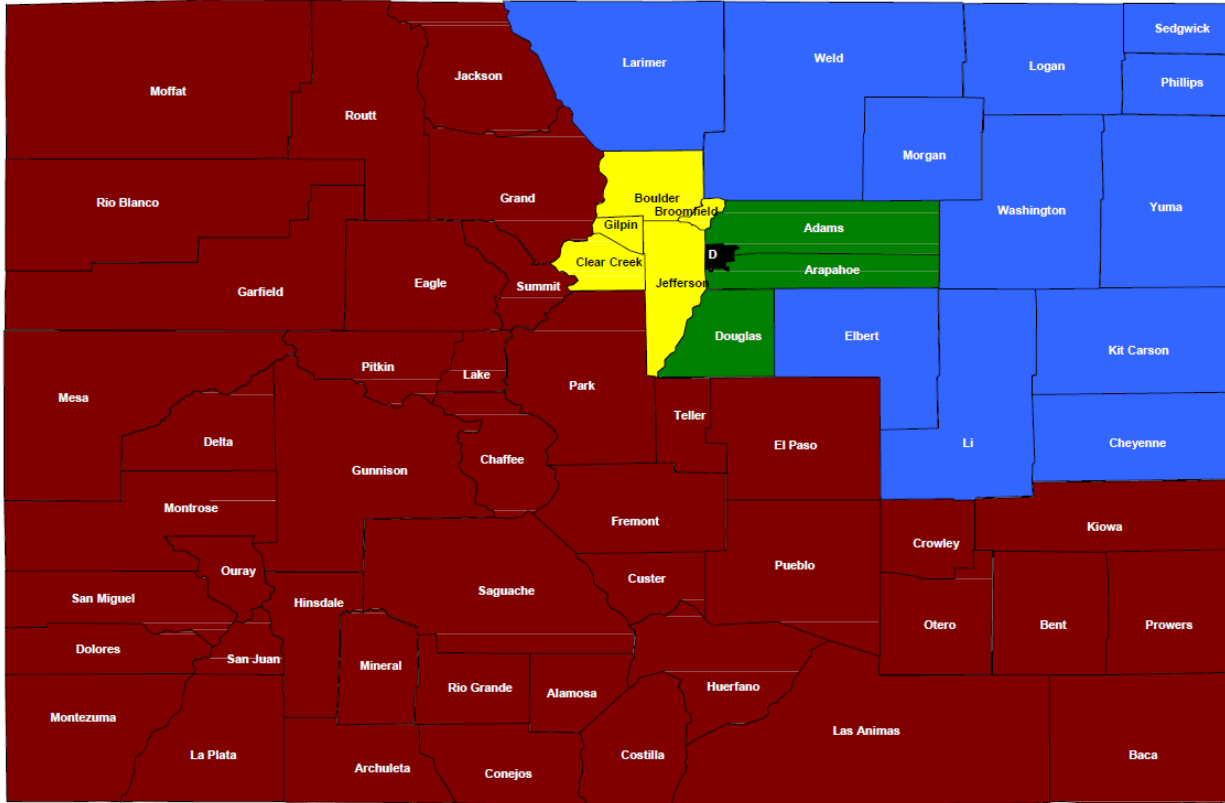 Sedgwick
Larimer
Weld
Logan
Jackson
Phillips
Moffat
Routt
Morgan
Grand
Boulder
Rio Blanco
Washington
Yuma
Broomfield
Gilpin
Adams
D
Clear Creek
Arapahoe
Eagle
Summit
Jefferson
Garfield
Douglas
Elbert
Kit Carson
Pitkin
Lake
Park
Mesa
Teller
Delta
El Paso
Li
Cheyenne
Chaffee
Gunnison
Montrose
Fremont
Kiowa
Crowley
Ouray
Pueblo
Custer
Saguache
San Miguel
Hinsdale
Otero
Bent
Prowers
Dolores
San Juan
Mineral
Rio Grande
Alamosa
Huerfano
Montezuma
Las Animas
La Plata
Costilla
Baca
Archuleta
Conejos